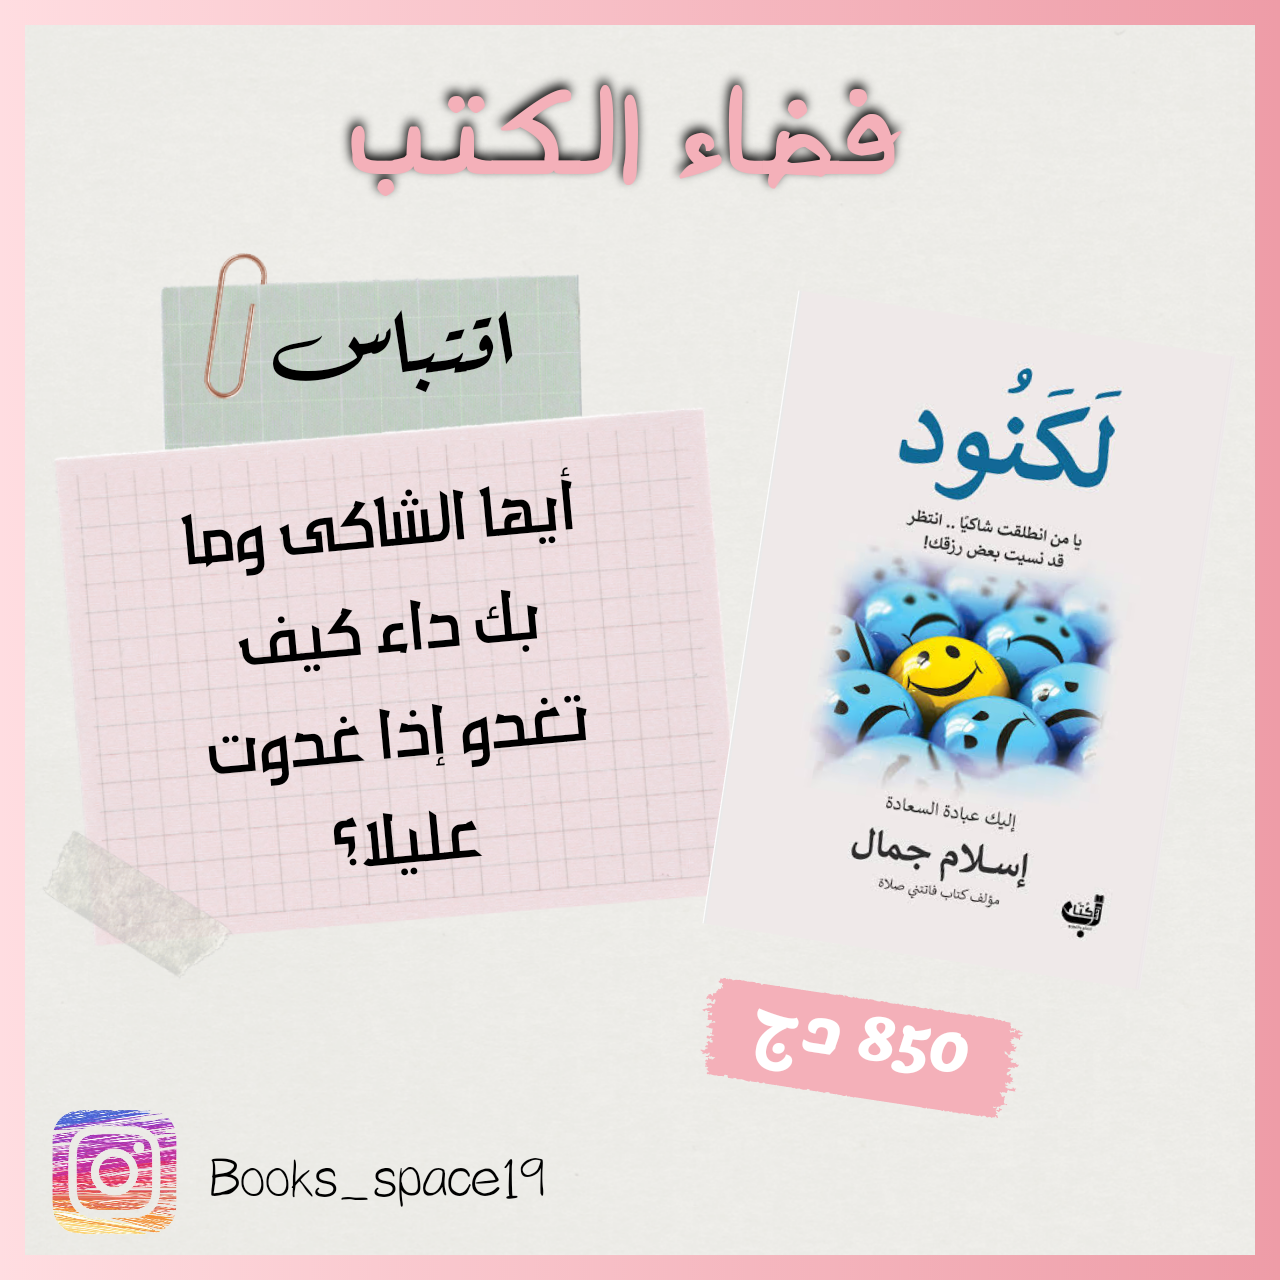 فضاء الكتب
اقتباس
أيها الشاكى وما
بك داء كيف
تغدو إذا غدوت
عليلا؟
لَكَنُود
يا من انطلقت شاكيًا .. انتظر
قد نسيت بعض رزقك!
إليك عبادة السعادة
إسلام جمال
مؤلف كتاب فاتتني صلاة
850 دج
Books_space19